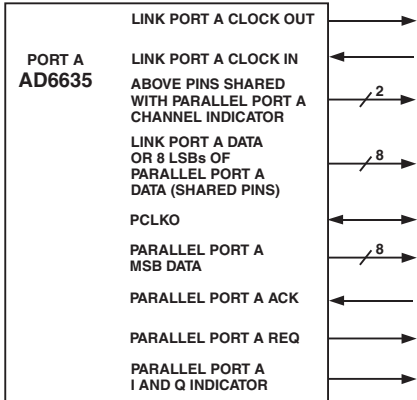 PORT A
AD6635
LINK PORT A CLOCK OUT
LINK PORT A CLOCK IN
ABOVE PINS SHARED
WITH PARALLEL PORT A
CHANNEL INDICATOR
2
LINK PORT A DATA
OR 8 LSBs OF
PARALLEL PORT A
DATA (SHARED PINS)
8
PCLKO
PARALLEL PORT A
MSB DATA
8
PARALLEL PORT A ACK
PARALLEL PORT A REQ
PARALLEL PORT A
I AND Q INDICATOR